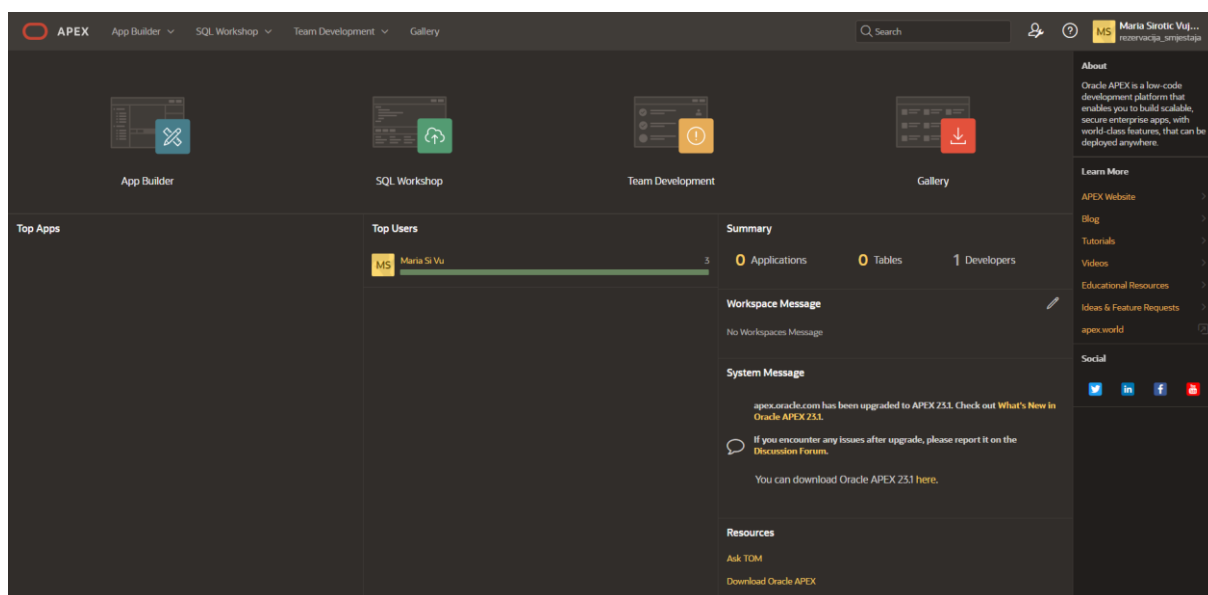 APEX
App Builder
SQL Workshop
Team Development
Gallery
Search
MS
Maria Sirotic Vuj...
rezervacija_smjestaja
App Builder
SQL Workshop
Team Development
Gallery
Top Apps
Top Users
MS
Maria Si Vu
3
Summary
0 Applications
0 Tables
1 Developers
Workspace Message
No Workspaces Message
System Message
apex.oracle.com has been upgraded to APEX 23.1. Check out What's New in
Oracle APEX 23.1.
If you encounter any issues after upgrade, please report it on the
Discussion Forum.
You can download Oracle APEX 23.1 here.
Resources
Ask TOM
Download Oracle APEX
About
Oracle APEX is a low-code
development platform that
enables you to build scalable,
secure enterprise apps, with
world-class features, that can be
deployed anywhere.
Learn More
APEX Website
Blog
Tutorials
Videos
Educational Resources
Ideas & Feature Requests
apex.world
Social